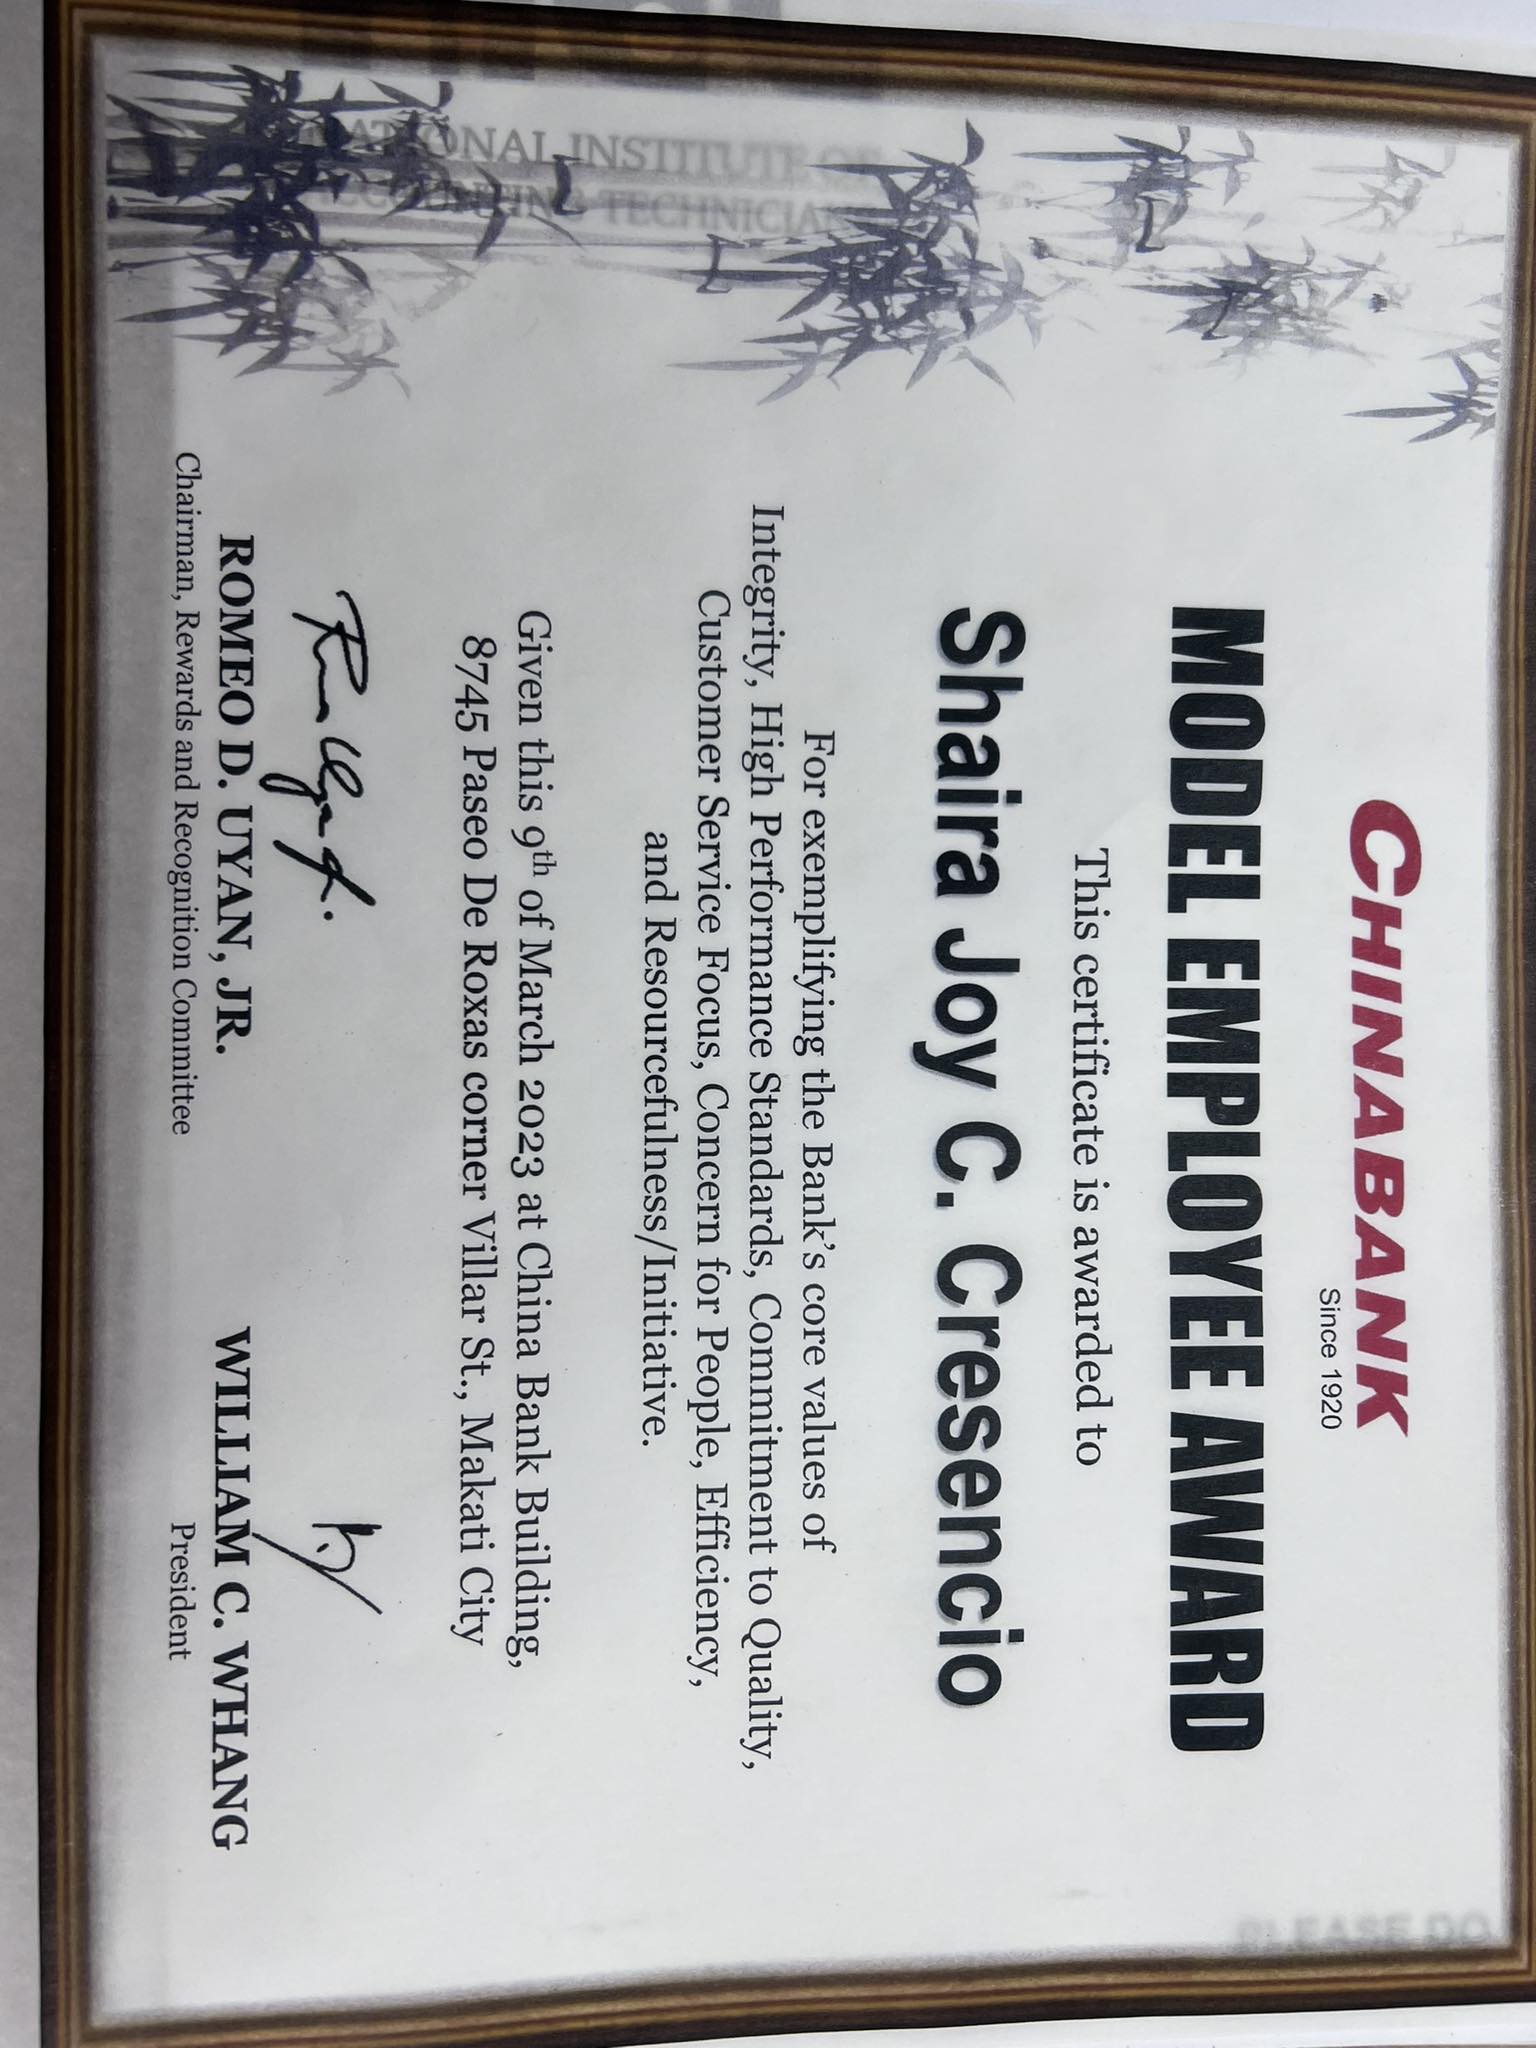 CHINABANK
Since 1920
MODEL EMPLOYEE AWARD
This certificate is awarded to
Shaira Joy C. Cresencio
For exemplifying the Bank's core values of
Integrity, High Performance Standards, Commitment to Quality,
Customer Service Focus, Concern for People, Efficiency,
and Resourcefulness/Initiative.
Given this 9th of March 2023 at China Bank Building,
8745 Paseo De Roxas corner Villar St., Makati City
ROMEO D. UYAN, JR.
Chairman, Rewards and Recognition Committee
WILLIAM C. WHANG
President
INSTITUTE OF
TECHNICIANS
PLEASE DO